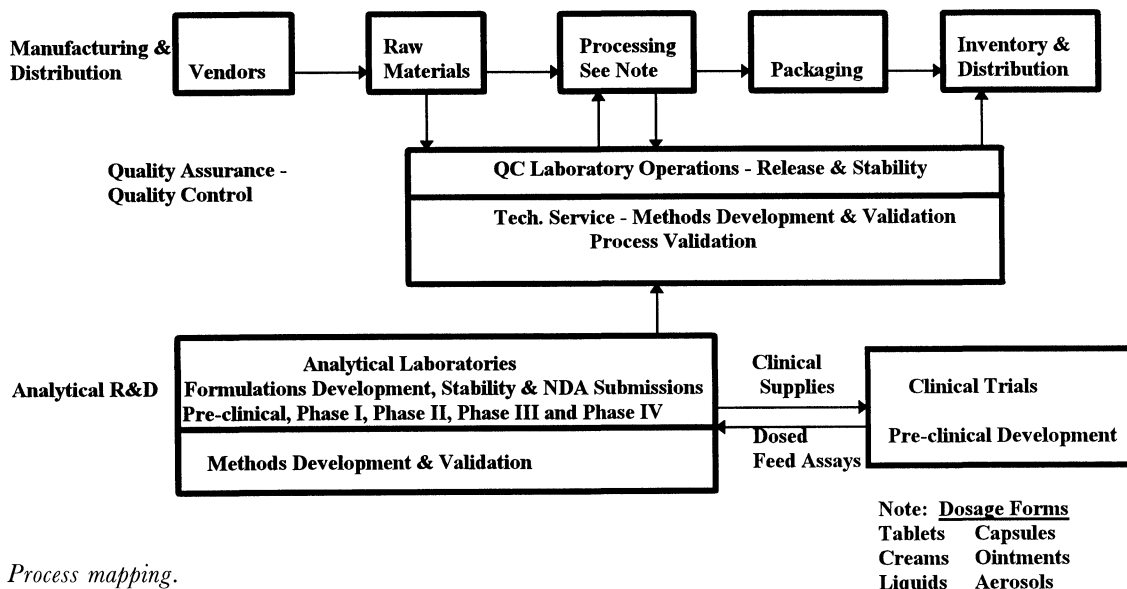 Manufacturing &
Distribution
Vendors
Raw
Materials
Processing
See Note
Packaging
Inventory &
Distribution
Quality Assurance -
Quality Control
QC Laboratory Operations - Release & Stability
Tech. Service - Methods Development & Validation
Process Validation
Analytical R&D
Analytical Laboratories
Formulations Development, Stability & NDA Submissions
Pre-clinical, Phase I, Phase II, Phase III and Phase IV
Methods Development & Validation
Clinical
Supplies
Dosed
Feed Assays
Clinical Trials
Pre-clinical Development
Note: Dosage Forms
Tablets Capsules
Creams Ointments
Liquids Aerosols
Process mapping.